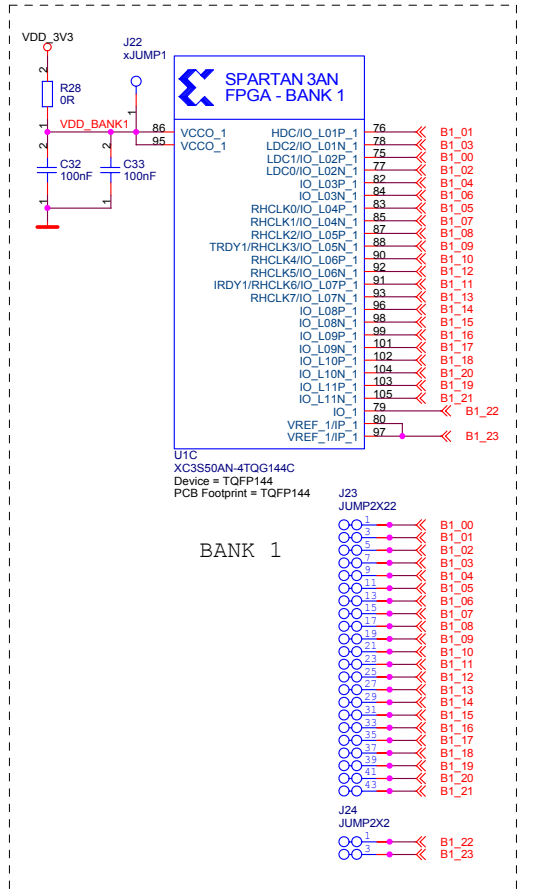 VDD_3V3
J22
xJUMP1
2
R28
0R
1
1
VDD_BANK1
2
C32
100nF
1
2
C33
100nF
1
SPARTAN 3AN
FPGA - BANK 1
86 VCCO_1
95 VCCO_1
HDC/IO_L01P_1 76 B1_01
LDC2/IO_L01N_1 78 B1_03
LDC1/IO_L02P_1 75 B1_00
LDC0/IO_L02N_1 77 B1_02
IO_L03P_1 82 B1_04
IO_L03N_1 84 B1_06
RHCLK0/IO_L04P_1 83 B1_05
RHCLK1/IO_L04N_1 85 B1_07
RHCLK2/IO_L05P_1 87 B1_08
TRDY1/RHCLK3/IO_L05N_1 88 B1_09
RHCLK4/IO_L06P_1 90 B1_10
RHCLK5/IO_L06N_1 92 B1_12
IRDY1/RHCLK6/IO_L07P_1 91 B1_11
RHCLK7/IO_L07N_1 93 B1_13
IO_L08P_1 96 B1_14
IO_L08N_1 98 B1_15
IO_L09P_1 99 B1_16
IO_L09N_1 101 B1_17
IO_L10P_1 102 B1_18
IO_L10N_1 104 B1_20
IO_L11P_1 103 B1_19
IO_L11N_1 105 B1_21
IO_1 79 B1_22
VREF_1/IP_1 80
VREF_1/IP_1 97 B1_23
U1C
XC3S50AN-4TQG144C
Device = TQFP144
PCB Footprint = TQFP144
BANK 1
J23
JUMP2X22
1 B1_00
3 B1_01
5 B1_02
7 B1_03
9 B1_04
11 B1_05
13 B1_06
15 B1_07
17 B1_08
19 B1_09
21 B1_10
23 B1_11
25 B1_12
27 B1_13
29 B1_14
31 B1_15
33 B1_16
35 B1_17
37 B1_18
39 B1_19
41 B1_20
43 B1_21
J24
JUMP2X2
1 B1_22
3 B1_23